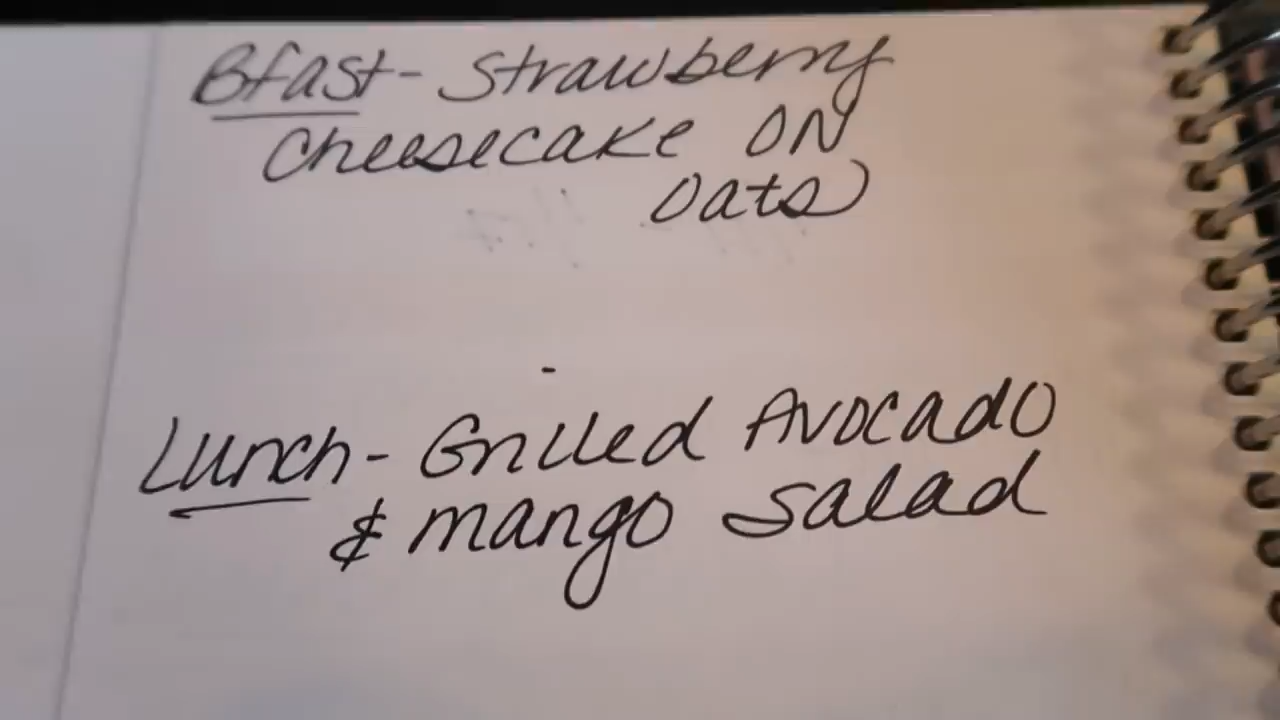 Bfast - Strawberry
Cheesecake ON
Oats
Lunch - Grilled Avocado
& mango Salad